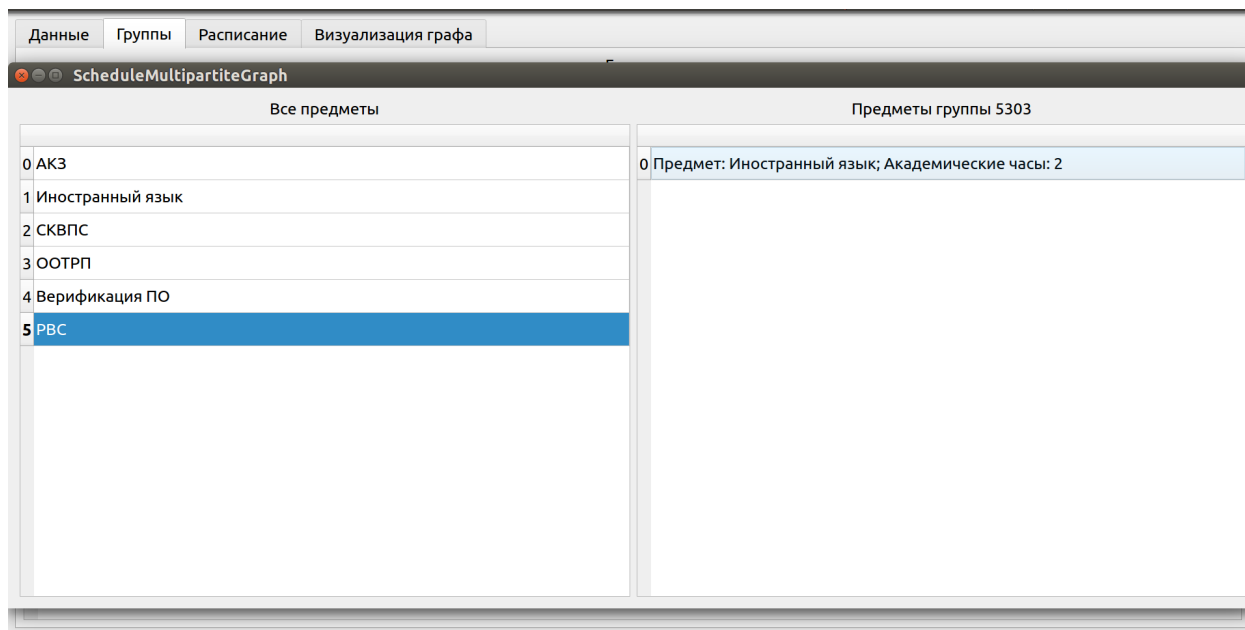 Данные Группы Расписание Визуализация графа
ScheduleMultipartiteGraph
Все предметы
Предметы группы 5303
0 АКЗ
0 Предмет: Иностранный язык; Академические часы: 2
1 Иностранный язык
2 СКВПС
3 ООТРП
4 Верификация ПО
5 РВС